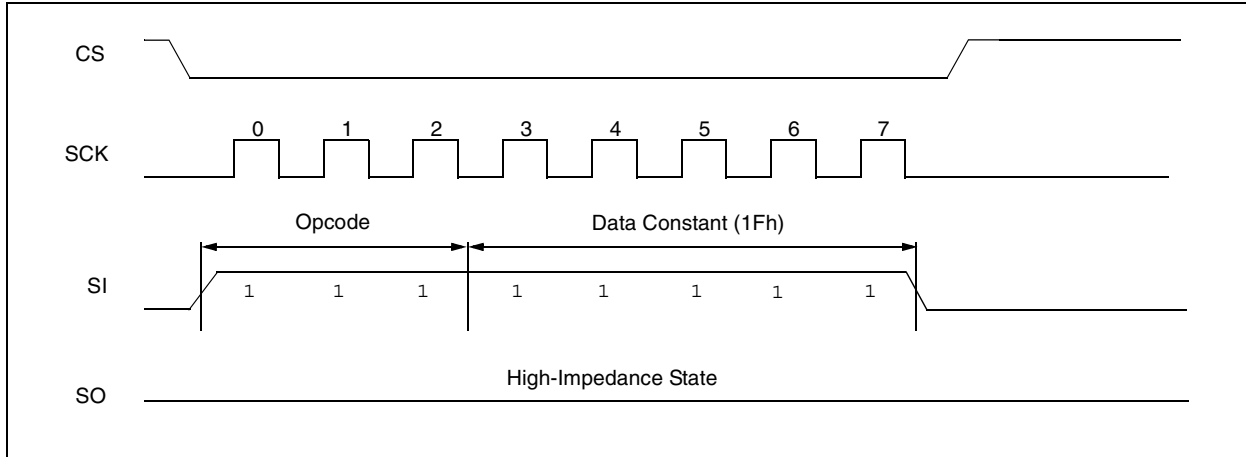 CS
0 1 2 3 4 5 6 7
SCK
Opcode Data Constant (1Fh)
SI
1 1 1 1 1 1 1 1
High-Impedance State
SO